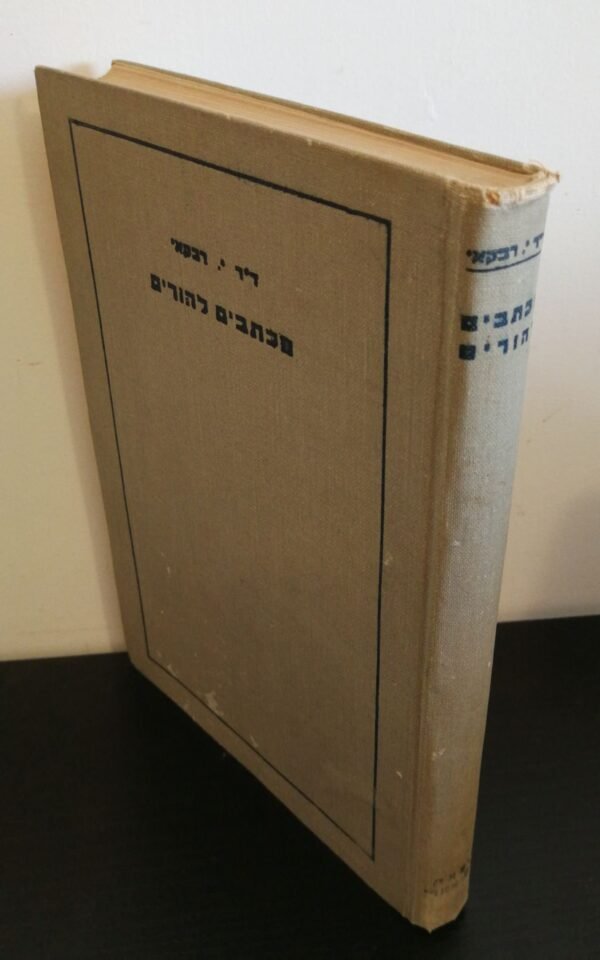 ד"ר י. רבקאי
מכתבים להורים
ד"ר י. רבקאי
מכתבים
להורים